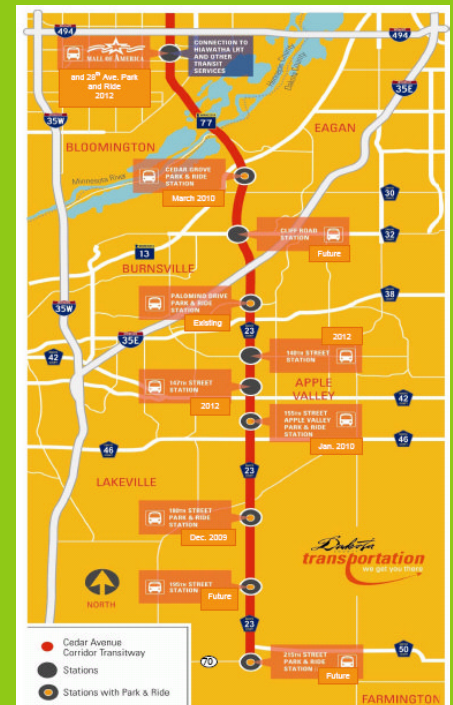 494
MALL OF AMERICA
and 28th Ave. Park
and Ride
2012
CONNECTION TO
HIAWATHA LRT
AND OTHER
TRANSIT
SERVICES
494
Hennepin County
Dakota County
35E
77
35W
EAGAN
BLOOMINGTON
Minnesota River
CEDAR GROVE
PARK & RIDE
STATION
March 2010
30
CLIFF ROAD
STATION
Future
32
13
BURNSVILLE
PALOMINO DRIVE
PARK & RIDE
STATION
Existing
38
35W
35E
23
2012
42
140TH STREET
STATION
147TH STREET
STATION
2012
APPLE
VALLEY
42
155TH STREET
APPLE VALLEY
PARK & RIDE
STATION
Jan. 2010
46
46
23
LAKEVILLE
STREET
PARK & RIDE
STATION
Dec. 2009
Dakota
transportation
we get you there
NORTH
STREET
STATION
Future
23
Cedar Avenue
Corridor Transitway
Stations
Stations with Park & Ride
70
215TH STREET
PARK & RIDE
STATION
Future
50
FARMINGTON